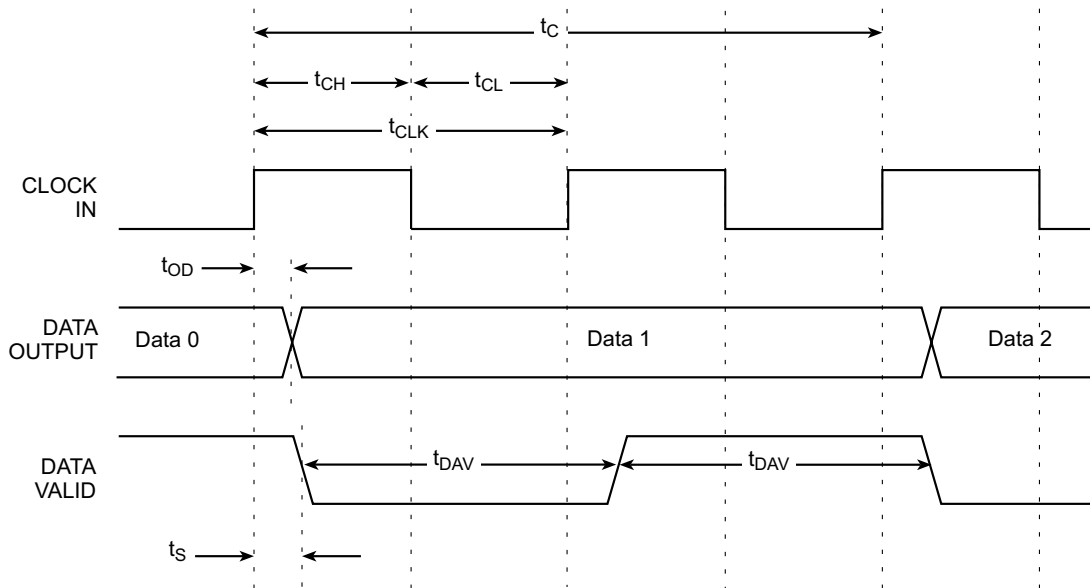 tC
tCH
tCL
tCLK
CLOCK
IN
tOD
DATA
OUTPUT
Data 0
Data 1
Data 2
DATA
VALID
tDAV
tDAV
tS